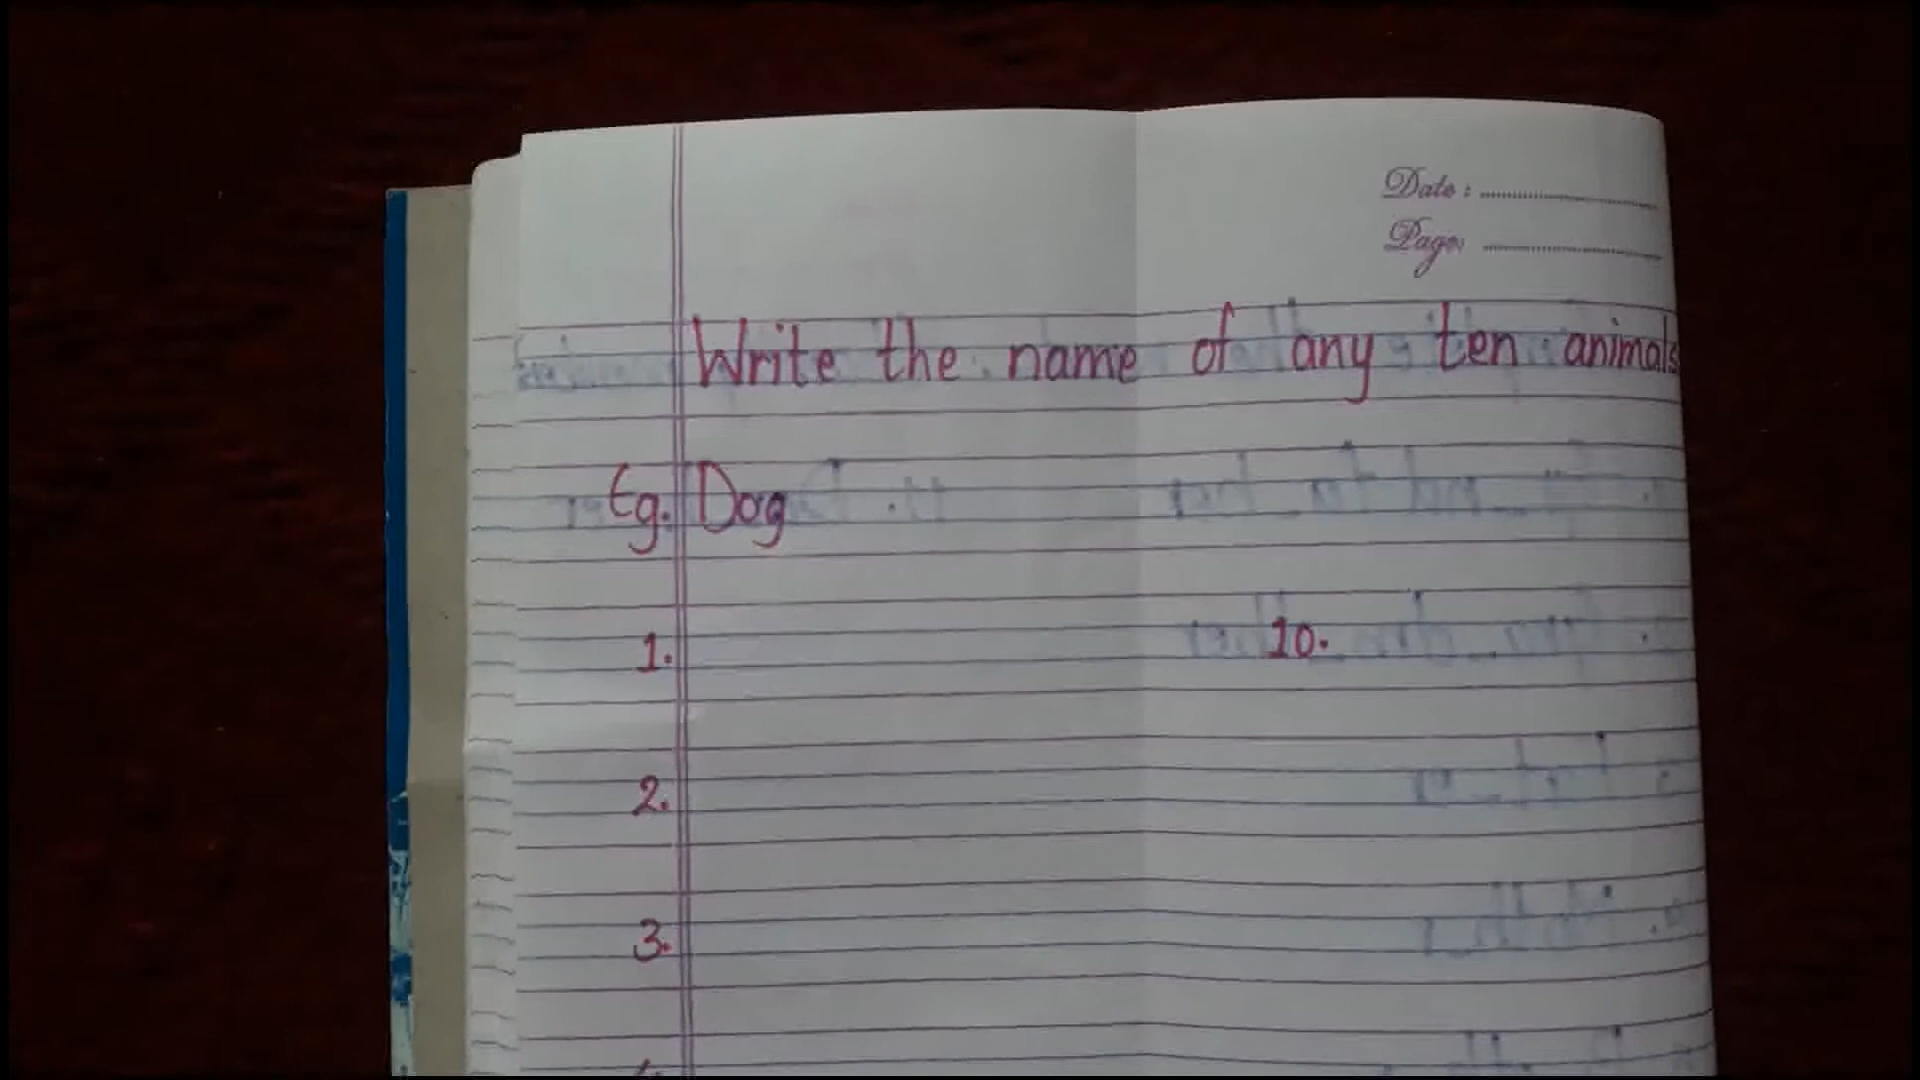 Date :
Page:
Write the name of any ten animals
Eg. Dog
1. 10.
2.
3.